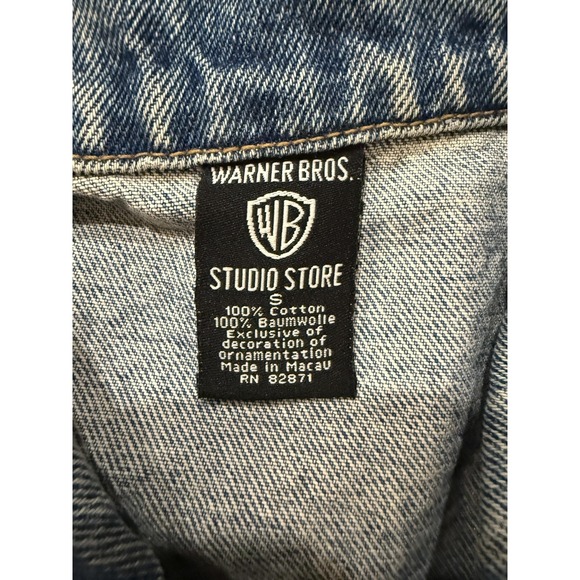 WARNER BROS.
WB
STUDIO STORE
S
100% Cotton
100% Baumwolle
Exclusive of
decoration of
ornamentation
Made in Macau
RN 82871